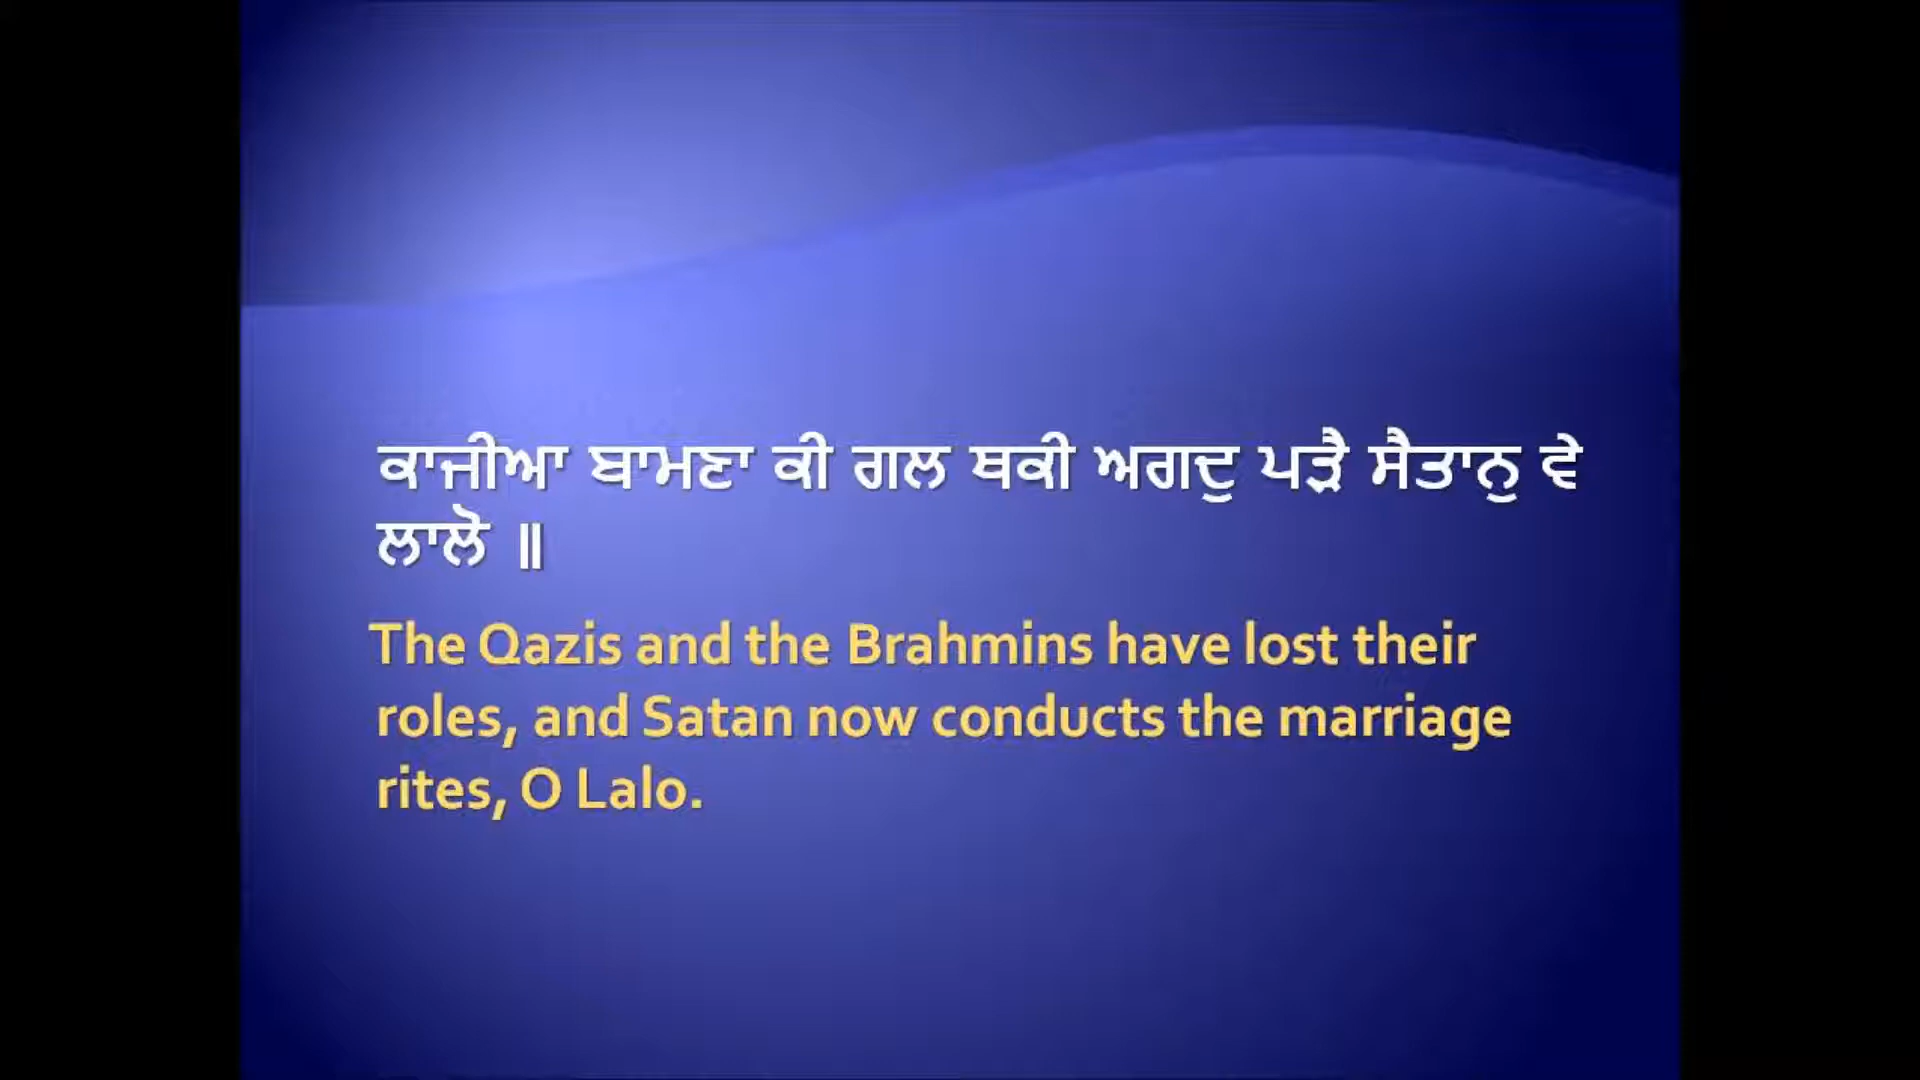 ਕਾਜੀਆ ਬਾਮਣਾ ਕੀ ਗਲ ਥਕੀ ਅਗਦੁ ਪੜੈ ਸੈਤਾਨੁ ਵੇ
ਲਾਲੋ ॥
The Qazis and the Brahmins have lost their
roles, and Satan now conducts the marriage
rites, O Lalo.